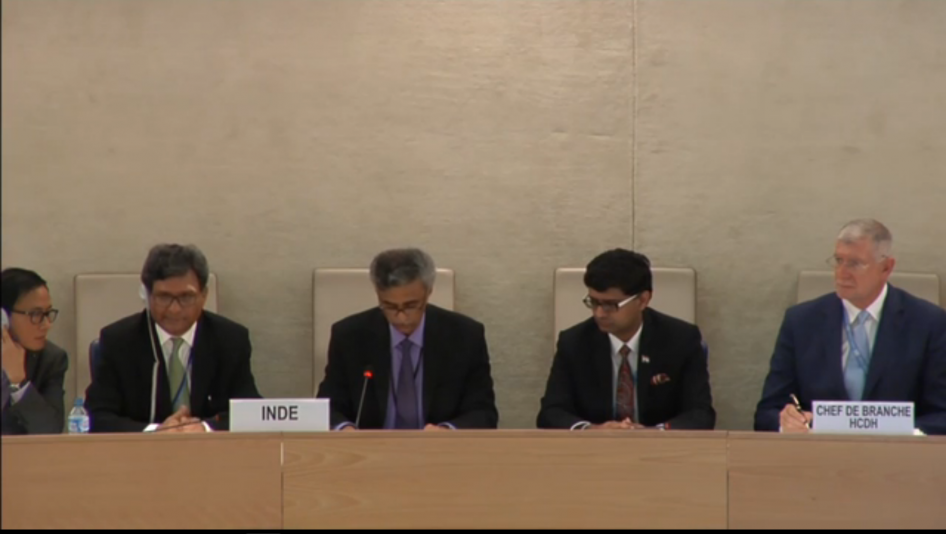 INDE
CHEF DE BRANCHE
HCDH